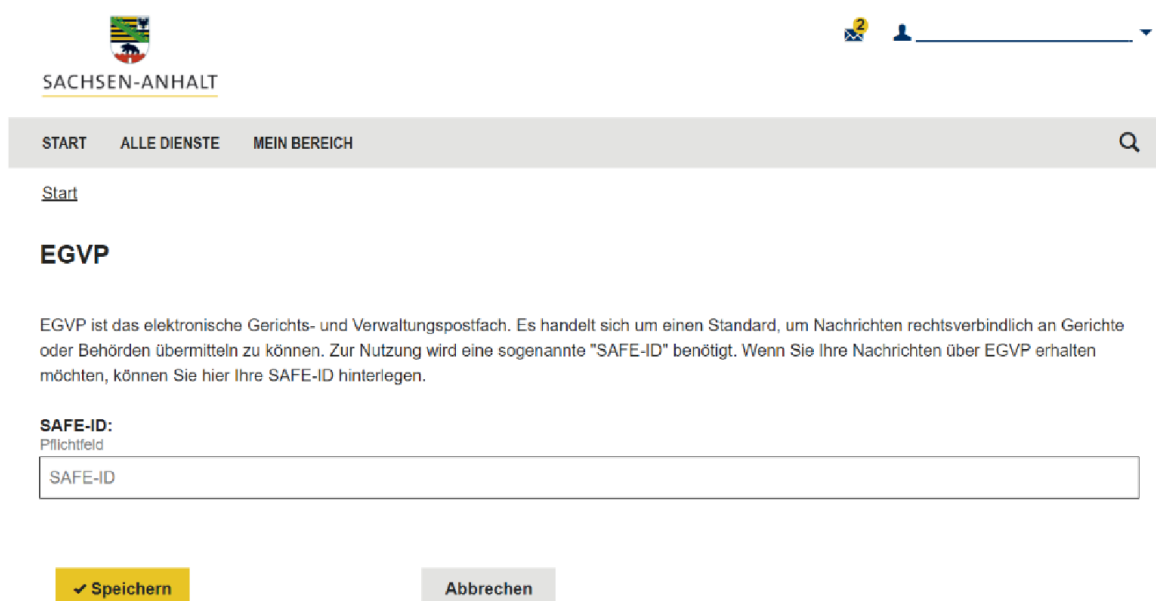 2
SACHSEN-ANHALT
START ALLE DIENSTE MEIN BEREICH
Start
EGVP
EGVP ist das elektronische Gerichts- und Verwaltungspostfach. Es handelt sich um einen Standard, um Nachrichten rechtsverbindlich an Gerichte
oder Behörden übermitteln zu können. Zur Nutzung wird eine sogenannte "SAFE-ID" benötigt. Wenn Sie Ihre Nachrichten über EGVP erhalten
möchten, können Sie hier Ihre SAFE-ID hinterlegen.
SAFE-ID:
Pflichtfeld
SAFE-ID
Speichern Abbrechen